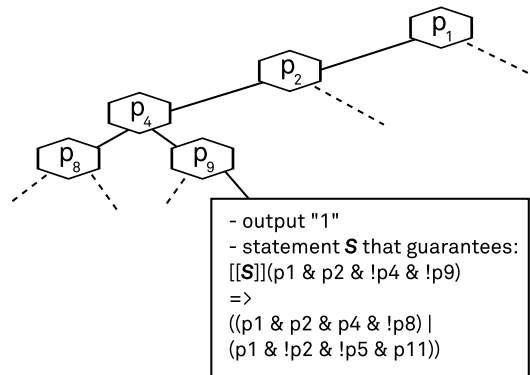 p1
p2
p4
p8
p9
- output "1"
- statement S that guarantees:
[[S]](p1 & p2 & !p4 & !p9)
=>
((p1 & p2 & p4 & !p8) |
(p1 & !p2 & !p5 & p11))